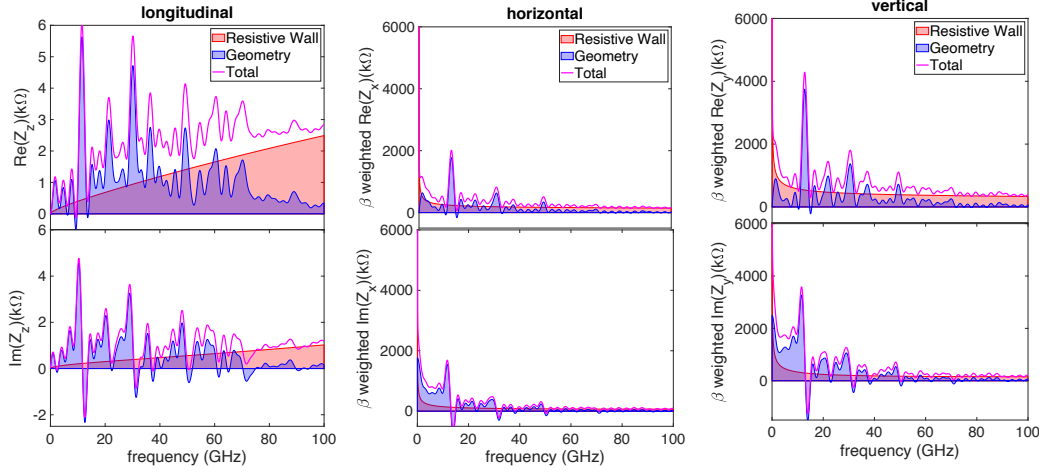 longitudinal
6
5
4
3
2
1
0
Re(Z_z)(kΩ)
Resistive Wall
Geometry
Total
6
4
2
0
-2
Im(Z_z)(kΩ)
0 20 40 60 80 100
frequency (GHz)
horizontal
6000
4000
2000
0
β weighted Re(Z_x)(kΩ)
Resistive Wall
Geometry
Total
6000
4000
2000
0
β weighted Im(Z_x)(kΩ)
0 20 40 60 80 100
frequency (GHz)
vertical
6000
4000
2000
0
β weighted Re(Z_y)(kΩ)
Resistive Wall
Geometry
Total
6000
4000
2000
0
β weighted Im(Z_y)(kΩ)
0 20 40 60 80 100
frequency (GHz)